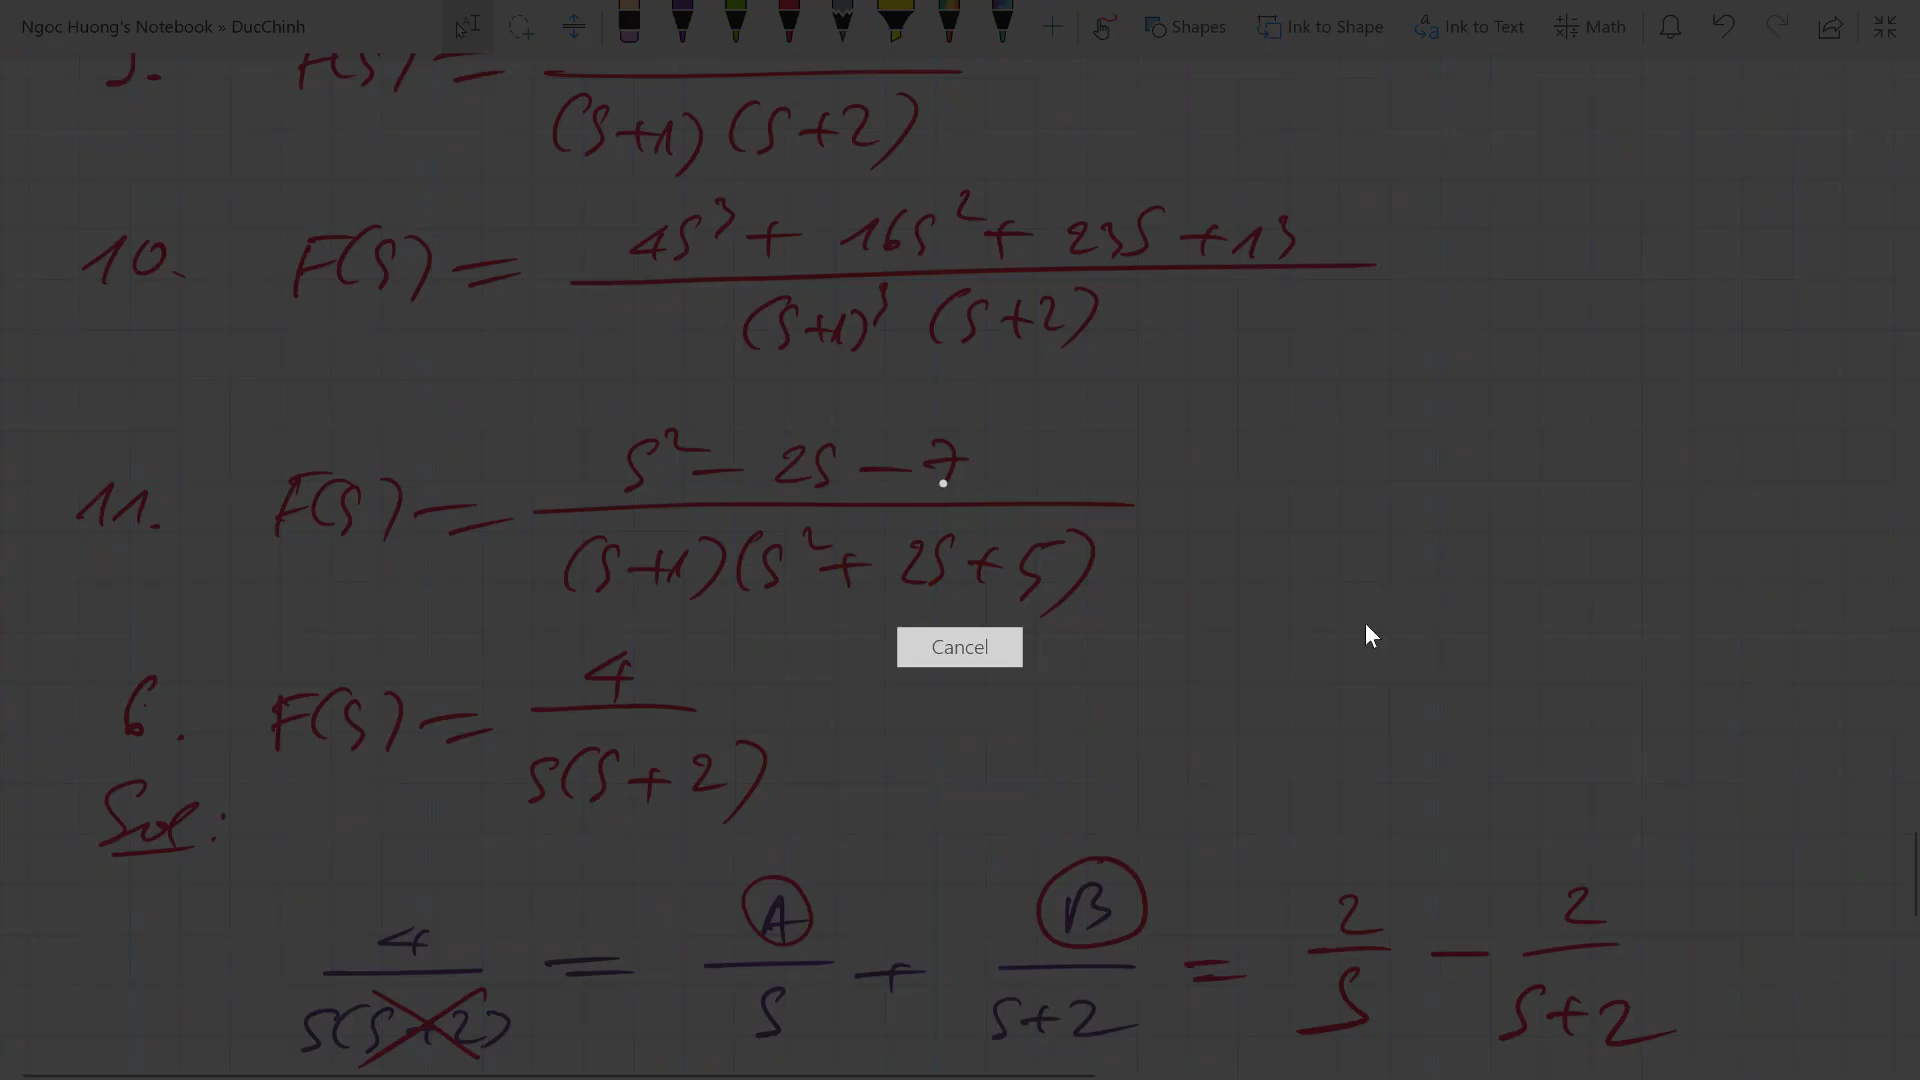 Ngoc Huong's Notebook » DucChinh Shapes Ink to Shape Ink to Text Math
F(S) = 
(S+1) (S+2)
10. F(S) = 4S³ + 16S² + 23S + 13
(S+1)³ (S+2)
11. F(S) = S² - 2S - 7
(S+1)(S² + 2S + 5)
Cancel
6. F(S) = 4
S(S+2)
Sol:
4 = A + B = 2 - 2
S(S+2) S S+2 S S+2